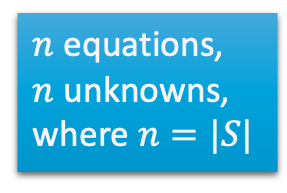 n equations,
n unknowns,
where n = |S|